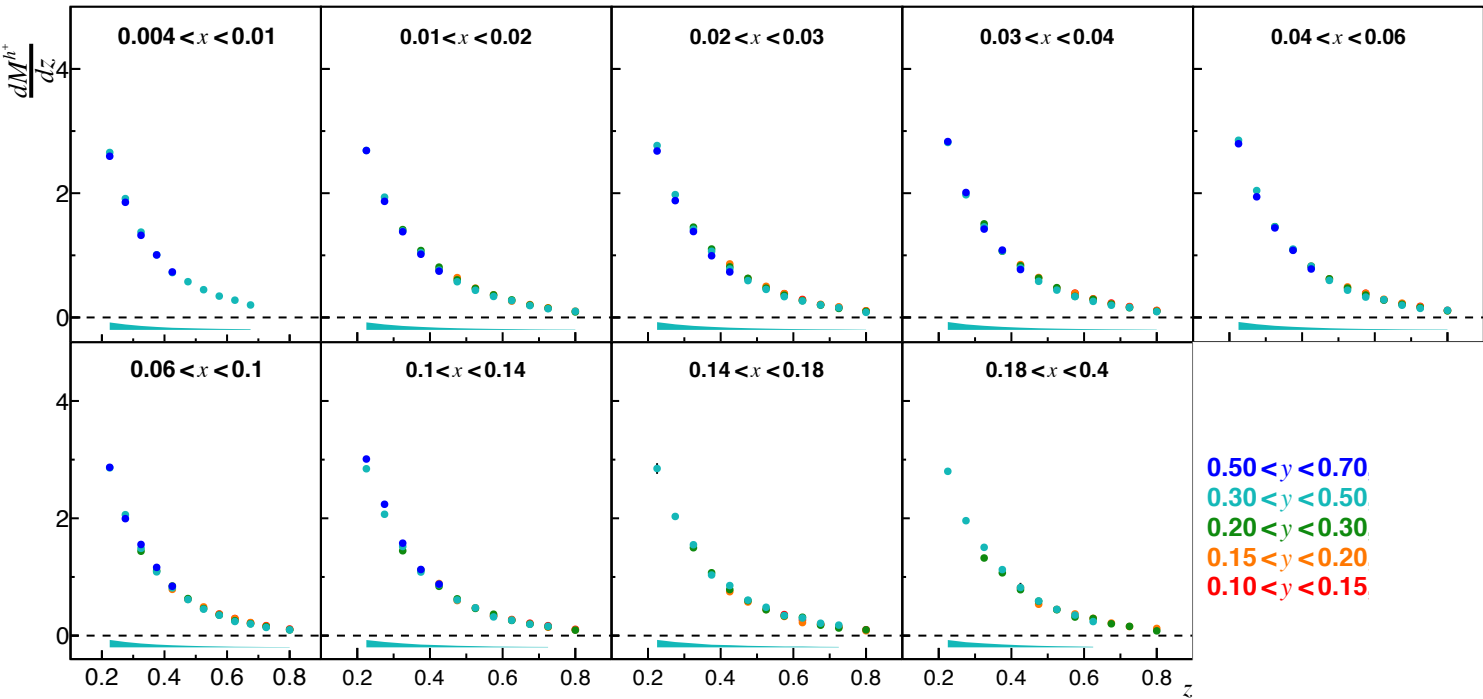 dM^{h^+}
dz
0.004 < x < 0.01
0.01 < x < 0.02
0.02 < x < 0.03
0.03 < x < 0.04
0.04 < x < 0.06
4
2
0
0.06 < x < 0.1
0.1 < x < 0.14
0.14 < x < 0.18
0.18 < x < 0.4
4
2
0
0.50 < y < 0.70
0.30 < y < 0.50
0.20 < y < 0.30
0.15 < y < 0.20
0.10 < y < 0.15
0.2 0.4 0.6 0.8 0.2 0.4 0.6 0.8 0.2 0.4 0.6 0.8 0.2 0.4 0.6 0.8 z